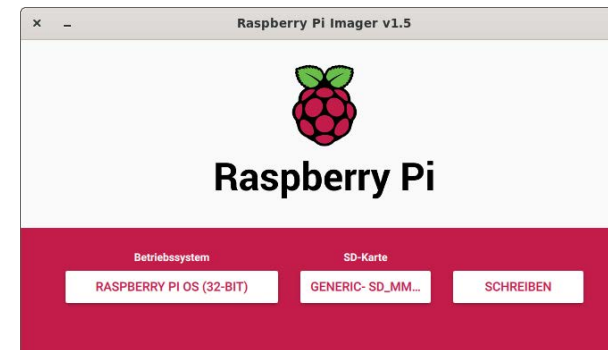 Raspberry Pi Imager v1.5
Raspberry Pi
Betriebssystem
SD-Karte
RASPBERRY PI OS (32-BIT)
GENERIC- SD_MM...
SCHREIBEN